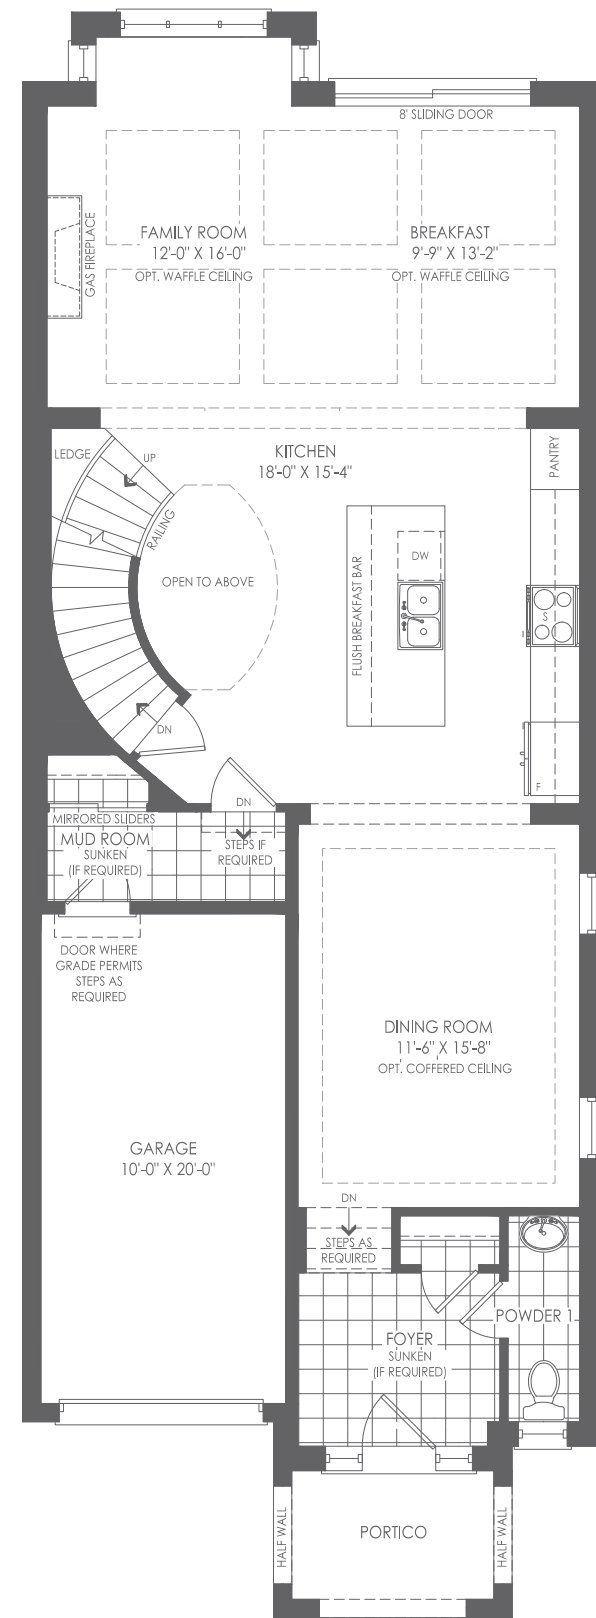 8' SLIDING DOOR
FAMILY ROOM
12'-0" X 16'-0"
OPT. WAFFLE CEILING
BREAKFAST
9'-9" X 13'-2"
OPT. WAFFLE CEILING
GAS FIREPLACE
KITCHEN
18'-0" X 15'-4"
PANTRY
LEDGE
UP
RAILING
OPEN TO ABOVE
FLUSH BREAKFAST BAR
DW
S
DN
F
DN
STEPS IF
REQUIRED
MIRRORED SLIDERS
MUD ROOM
SUNKEN
(IF REQUIRED)
DOOR WHERE
GRADE PERMITS
STEPS AS
REQUIRED
DINING ROOM
11'-6" X 15'-8"
OPT. COFFERED CEILING
GARAGE
10'-0" X 20'-0"
DN
STEPS AS
REQUIRED
POWDER 1
FOYER
SUNKEN
(IF REQUIRED)
HALF WALL
PORTICO
HALF WALL